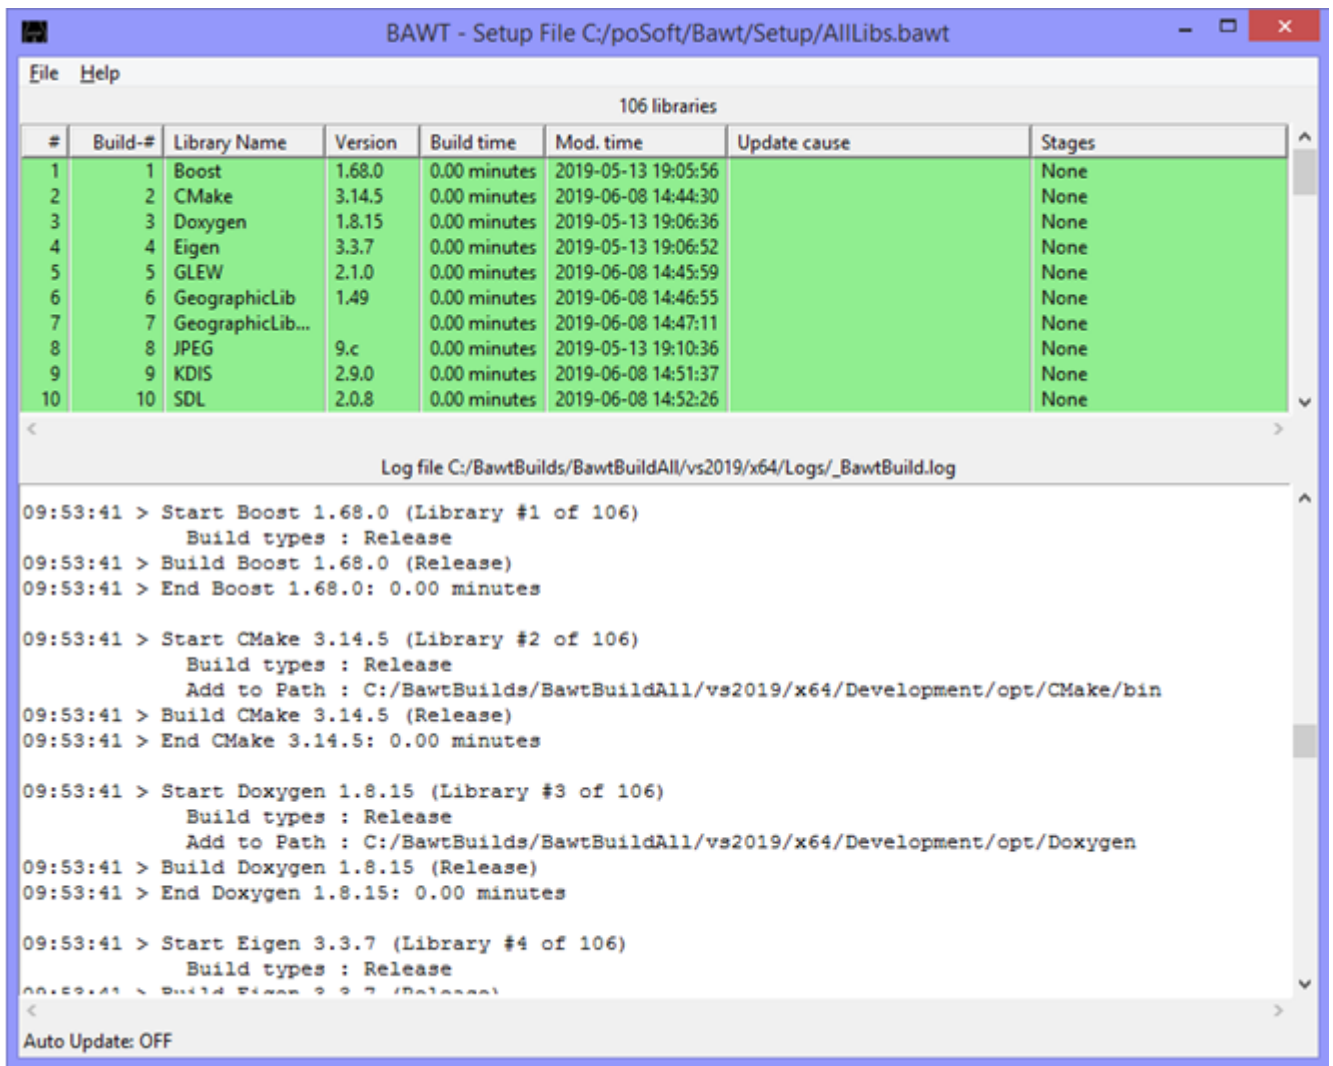 BAWT - Setup File C:/poSoft/Bawt/Setup/AllLibs.bawt
File Help
106 libraries
# Build-# Library Name Version Build time Mod. time Update cause Stages
1 1 Boost 1.68.0 0.00 minutes 2019-05-13 19:05:56 None
2 2 CMake 3.14.5 0.00 minutes 2019-06-08 14:44:30 None
3 3 Doxygen 1.8.15 0.00 minutes 2019-05-13 19:06:36 None
4 4 Eigen 3.3.7 0.00 minutes 2019-05-13 19:06:52 None
5 5 GLEW 2.1.0 0.00 minutes 2019-06-08 14:45:59 None
6 6 GeographicLib 1.49 0.00 minutes 2019-06-08 14:46:55 None
7 7 GeographicLib... 0.00 minutes 2019-06-08 14:47:11 None
8 8 JPEG 9.c 0.00 minutes 2019-05-13 19:10:36 None
9 9 KDIS 2.9.0 0.00 minutes 2019-06-08 14:51:37 None
10 10 SDL 2.0.8 0.00 minutes 2019-06-08 14:52:26 None
Log file C:/BawtBuilds/BawtBuildAll/vs2019/x64/Logs/_BawtBuild.log
09:53:41 > Start Boost 1.68.0 (Library #1 of 106)
Build types : Release
09:53:41 > Build Boost 1.68.0 (Release)
09:53:41 > End Boost 1.68.0: 0.00 minutes
09:53:41 > Start CMake 3.14.5 (Library #2 of 106)
Build types : Release
Add to Path : C:/BawtBuilds/BawtBuildAll/vs2019/x64/Development/opt/CMake/bin
09:53:41 > Build CMake 3.14.5 (Release)
09:53:41 > End CMake 3.14.5: 0.00 minutes
09:53:41 > Start Doxygen 1.8.15 (Library #3 of 106)
Build types : Release
Add to Path : C:/BawtBuilds/BawtBuildAll/vs2019/x64/Development/opt/Doxygen
09:53:41 > Build Doxygen 1.8.15 (Release)
09:53:41 > End Doxygen 1.8.15: 0.00 minutes
09:53:41 > Start Eigen 3.3.7 (Library #4 of 106)
Build types : Release
09:53:41 > Build Eigen 3.3.7 (Release)
Auto Update: OFF